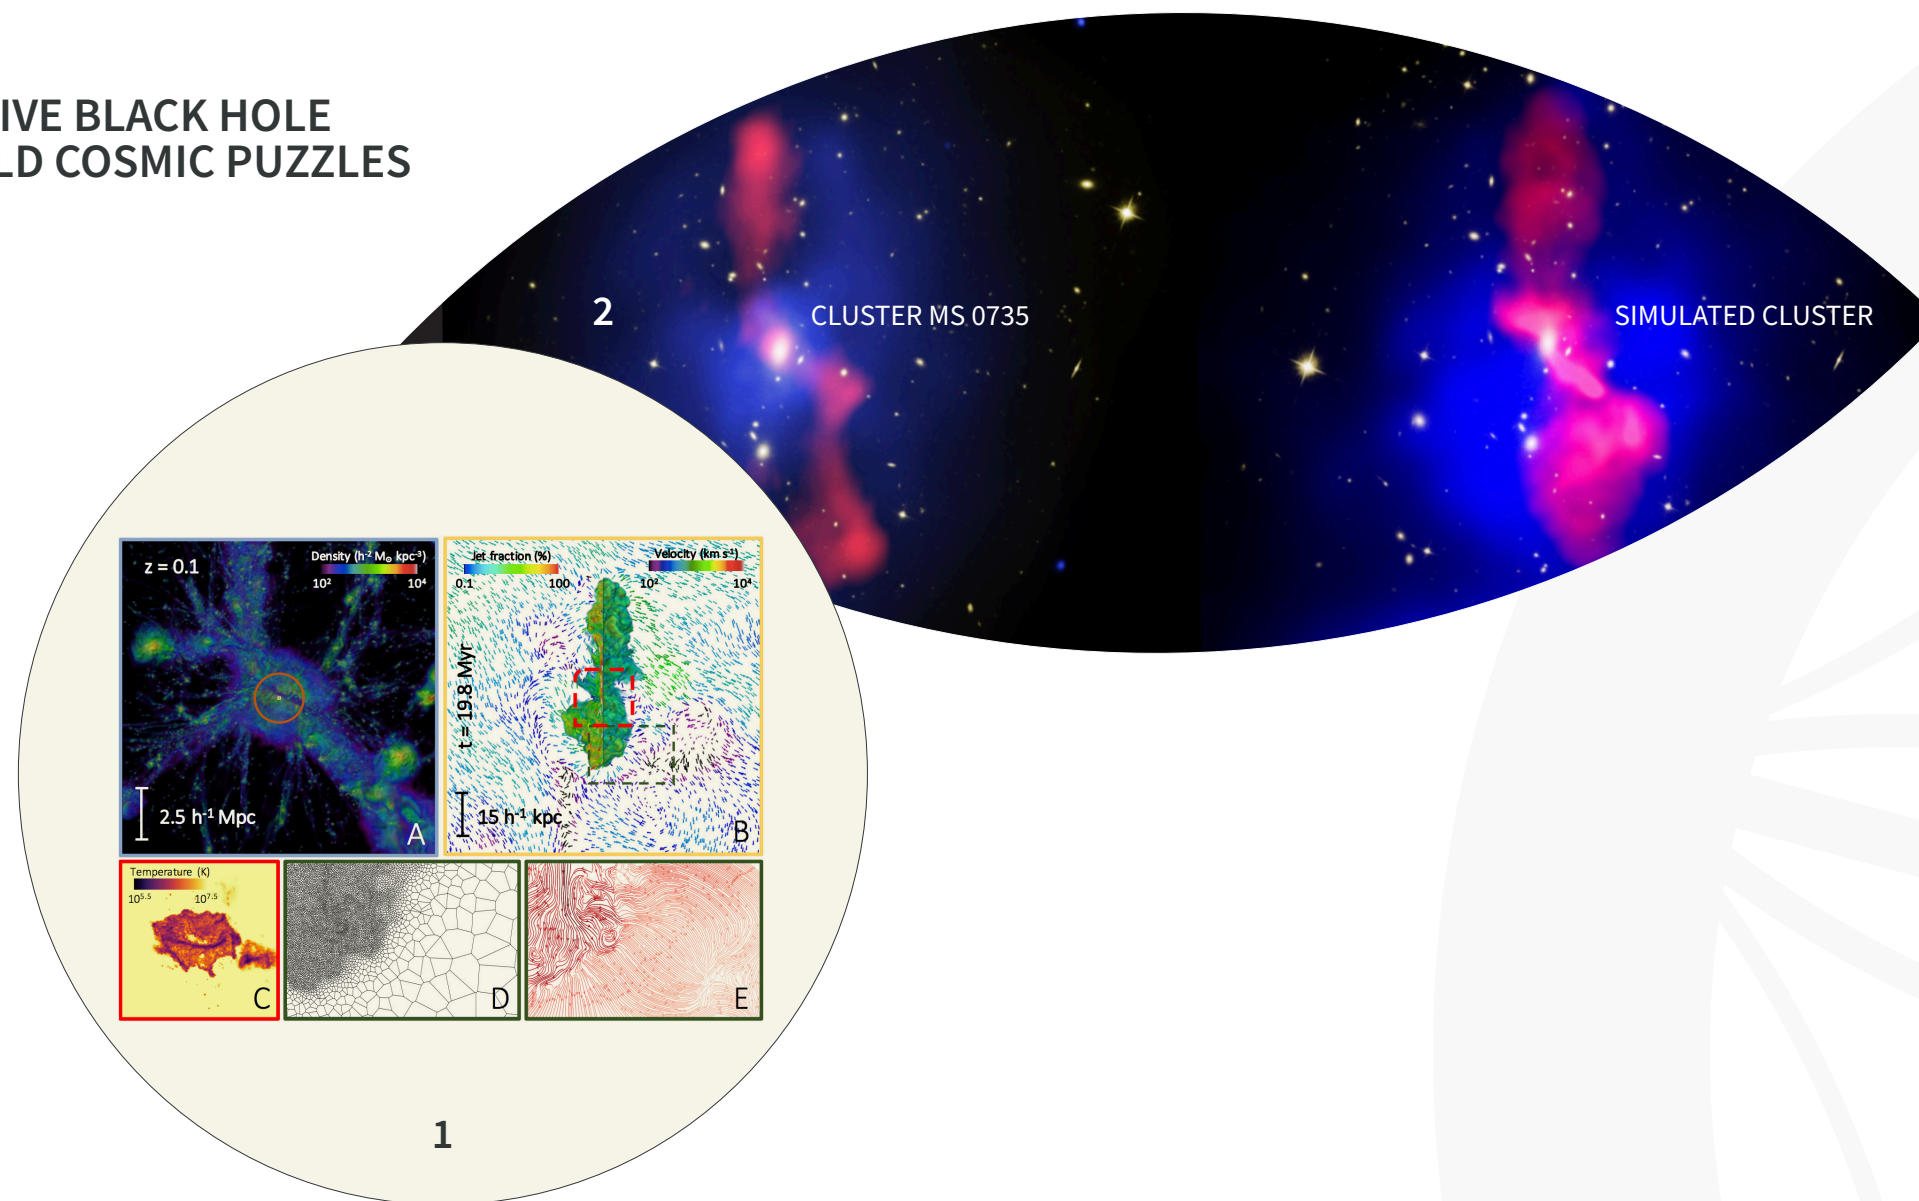 IVE BLACK HOLE
LD COSMIC PUZZLES
2
CLUSTER MS 0735
SIMULATED CLUSTER
z = 0.1
Density (h⁻² M☉ kpc⁻³)
10² 10⁴
2.5 h⁻¹ Mpc
A
Jet fraction (%)
0.1 100
Velocity (km s⁻¹)
10² 10⁴
t = 19.8 Myr
15 h⁻¹ kpc
B
Temperature (K)
10⁵·⁵ 10⁷·⁵
C
D
E
1